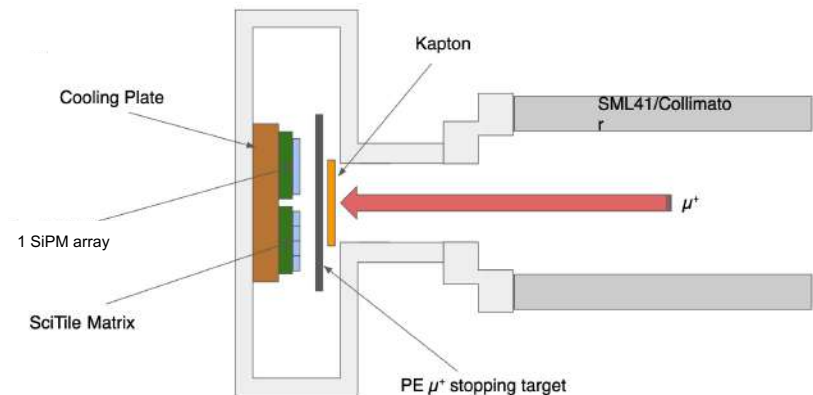 Kapton
Cooling Plate
SML41/Collimato
r
μ⁺
1 SiPM array
SciTile Matrix
PE μ⁺ stopping target